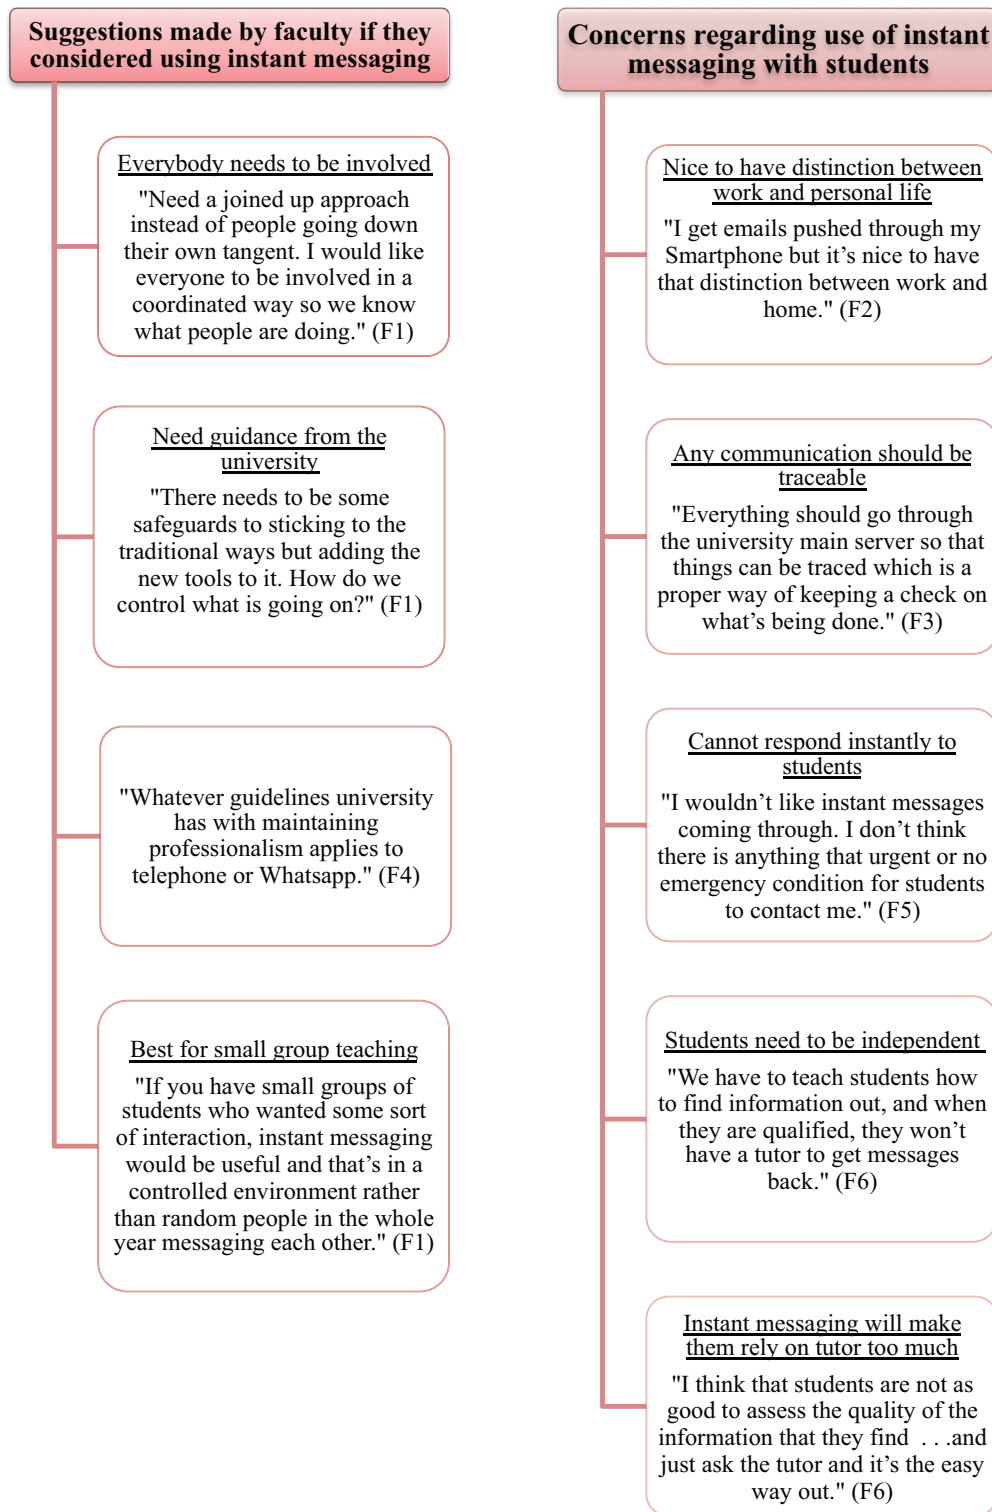 Suggestions made by faculty if they
considered using instant messaging
Everybody needs to be involved
"Need a joined up approach
instead of people going down
their own tangent. I would like
everyone to be involved in a
coordinated way so we know
what people are doing." (F1)
Need guidance from the
university
"There needs to be some
safeguards to sticking to the
traditional ways but adding the
new tools to it. How do we
control what is going on?" (F1)
"Whatever guidelines university
has with maintaining
professionalism applies to
telephone or Whatsapp." (F4)
Best for small group teaching
"If you have small groups of
students who wanted some sort
of interaction, instant messaging
would be useful and that’s in a
controlled environment rather
than random people in the whole
year messaging each other." (F1)
Concerns regarding use of instant
messaging with students
Nice to have distinction between
work and personal life
"I get emails pushed through my
Smartphone but it’s nice to have
that distinction between work and
home." (F2)
Any communication should be
traceable
"Everything should go through
the university main server so that
things can be traced which is a
proper way of keeping a check on
what’s being done." (F3)
Cannot respond instantly to
students
"I wouldn’t like instant messages
coming through. I don’t think
there is anything that urgent or no
emergency condition for students
to contact me." (F5)
Students need to be independent
"We have to teach students how
to find information out, and when
they are qualified, they won’t
have a tutor to get messages
back." (F6)
Instant messaging will make
them rely on tutor too much
"I think that students are not as
good to assess the quality of the
information that they find . . .and
just ask the tutor and it’s the easy
way out." (F6)